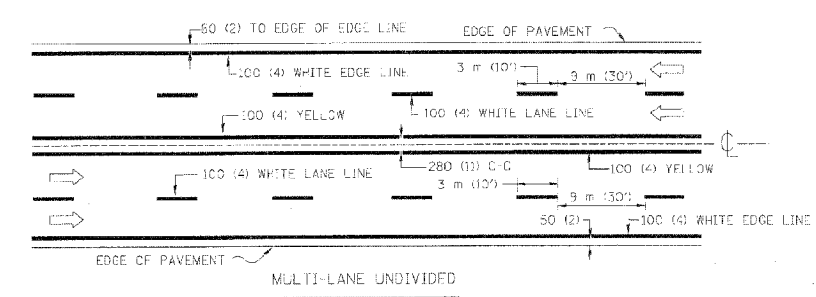 80 (2) TO EDGE OF EDGE LINE
EDGE OF PAVEMENT
100 (4) WHITE EDGE LINE
3 m (10')
9 m (30')
100 (4) YELLOW
100 (4) WHITE LANE LINE
℄
100 (4) WHITE LANE LINE
280 (11) C-C
100 (4) YELLOW
3 m (10')
9 m (30')
50 (2)
100 (4) WHITE EDGE LINE
EDGE OF PAVEMENT
MULTI-LANE UNDIVIDED